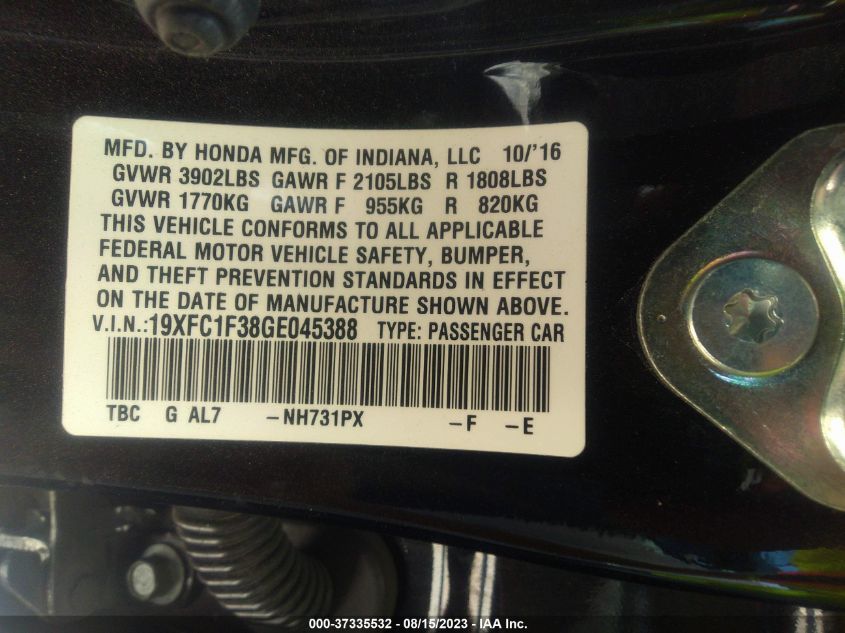 MFD. BY HONDA MFG. OF INDIANA, LLC 10/'16
GVWR 3902LBS GAWR F 2105LBS R 1808LBS
GVWR 1770KG GAWR F 955KG R 820KG
THIS VEHICLE CONFORMS TO ALL APPLICABLE
FEDERAL MOTOR VEHICLE SAFETY, BUMPER,
AND THEFT PREVENTION STANDARDS IN EFFECT
ON THE DATE OF MANUFACTURE SHOWN ABOVE.
V.I.N.:19XFC1F38GE045388 TYPE: PASSENGER CAR
TBC G AL7 -NH731PX -F -E
000-37335532 - 08/15/2023 - IAA Inc.